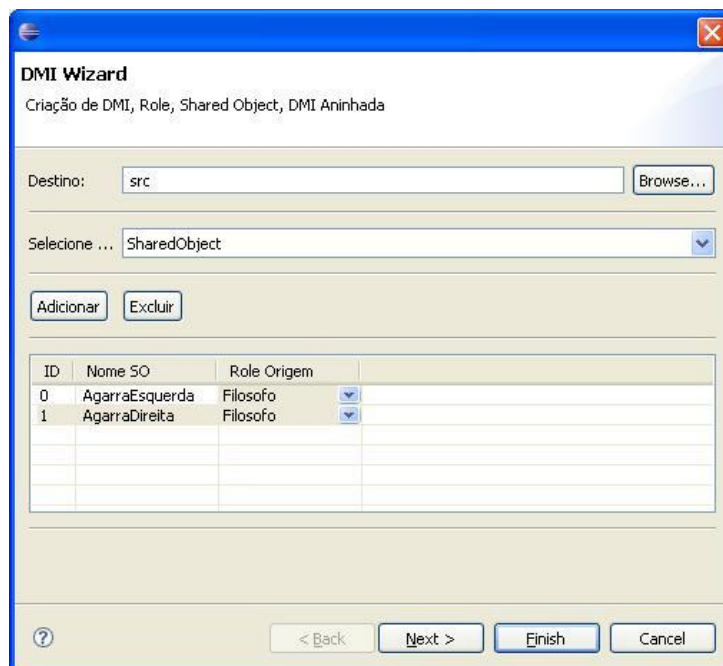 DMI Wizard
Criação de DMI, Role, Shared Object, DMI Aninhada
Destino: src Browse...
Selecione ... SharedObject
Adicionar Excluir
ID Nome SO Role Origem
0 AgarraEsquerda Filosofo
1 AgarraDireita Filosofo
? < Back Next > Finish Cancel